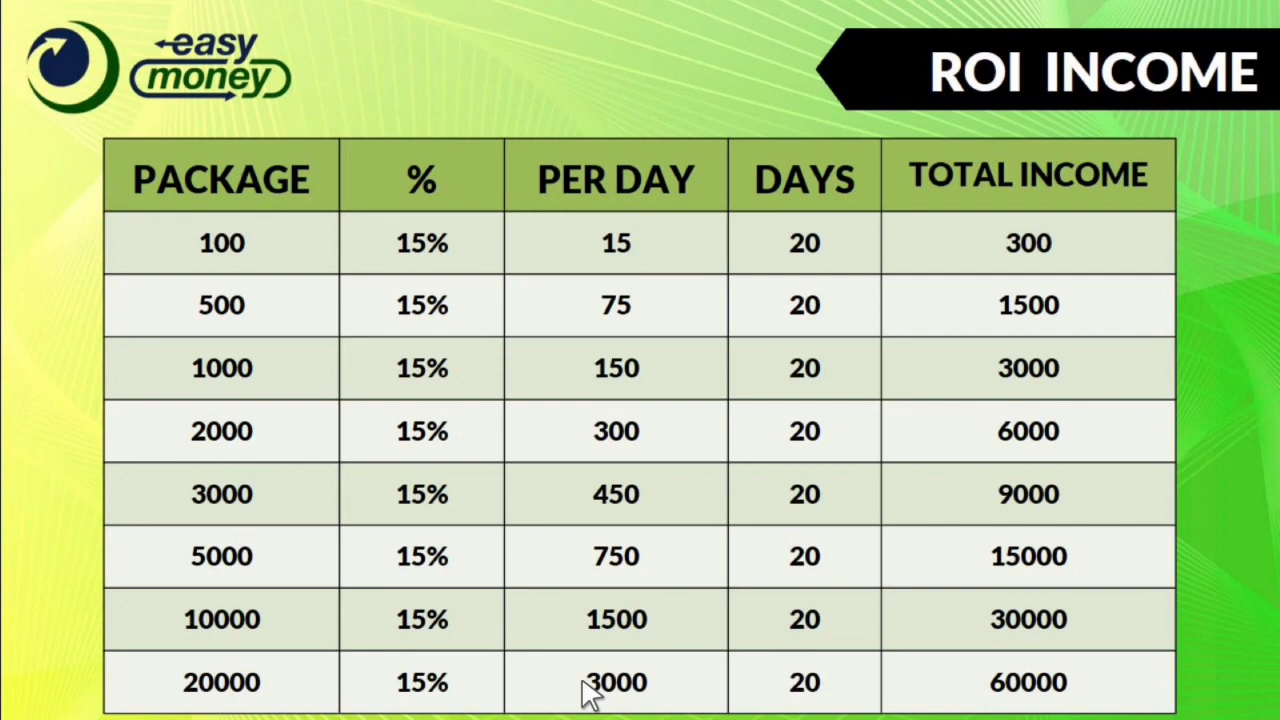 easy
money
ROI INCOME
PACKAGE % PER DAY DAYS TOTAL INCOME
100 15% 15 20 300
500 15% 75 20 1500
1000 15% 150 20 3000
2000 15% 300 20 6000
3000 15% 450 20 9000
5000 15% 750 20 15000
10000 15% 1500 20 30000
20000 15% 3000 20 60000